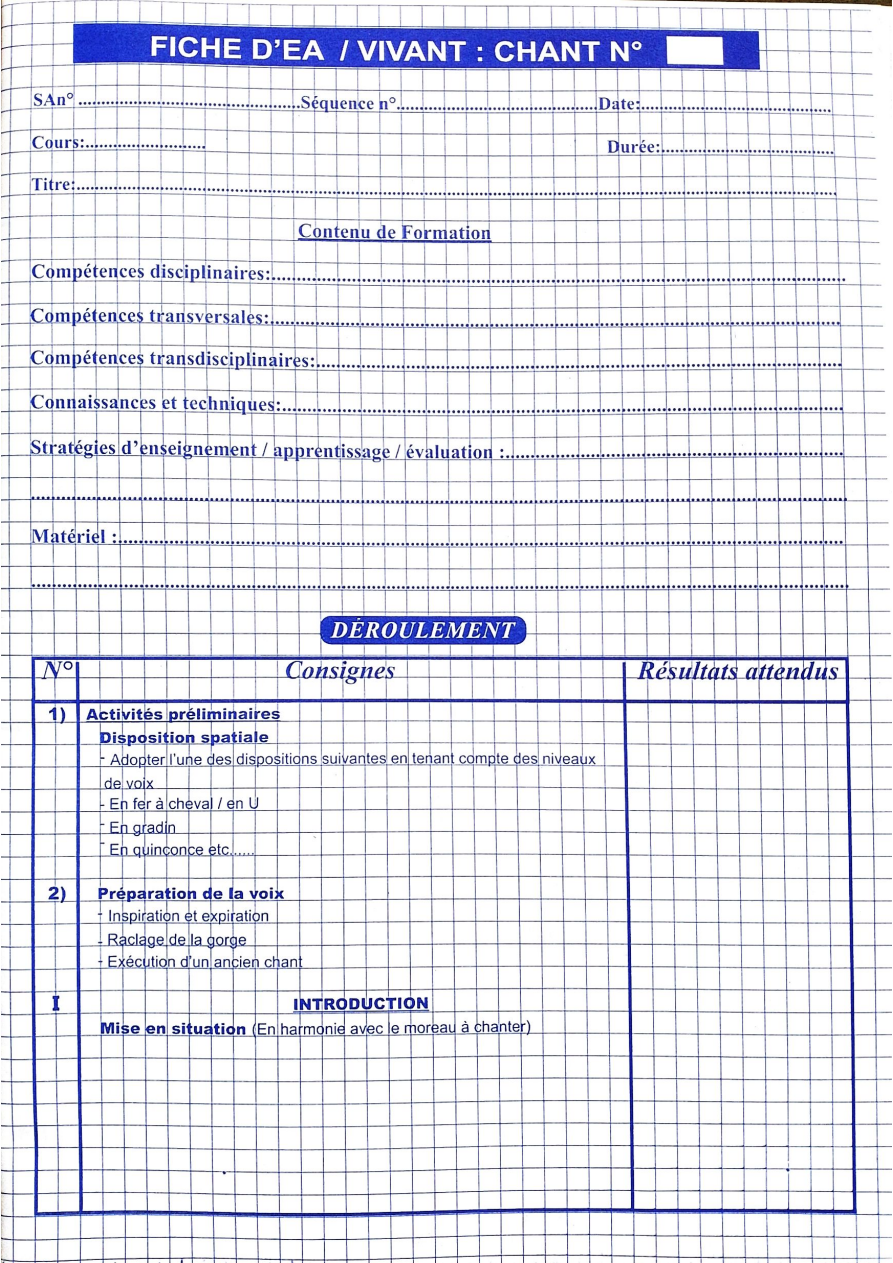 FICHE D'EA / VIVANT : CHANT N°
SAn° ............................................Séquence n°.......................................Date:.....................................
Cours:........................ Durée:.................................
Titre:......................................................................................................................................
Contenu de Formation
Compétences disciplinaires:....................................................................................................
Compétences transversales:....................................................................................................
Compétences transdisciplinaires:............................................................................................
Connaissances et techniques:..................................................................................................
Stratégies d'enseignement / apprentissage / évaluation :............................................................
................................................................................................................................................
Matériel :..............................................................................................................................
................................................................................................................................................
DÉROULEMENT
N° Consignes Résultats attendus
1) Activités préliminaires
Disposition spatiale
- Adopter l'une des dispositions suivantes en tenant compte des niveaux
de voix
- En fer à cheval / en U
- En gradin
- En quinconce etc......
2) Préparation de la voix
- Inspiration et expiration
- Raclage de la gorge
- Exécution d'un ancien chant
I INTRODUCTION
Mise en situation (En harmonie avec le moreau à chanter)